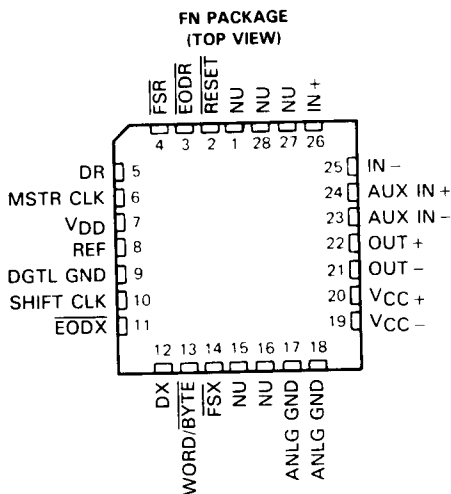 FN PACKAGE
(TOP VIEW)
FSR
EODR
RESET
NU
NU
NU
IN+
4 3 2 1 28 27 26
DR 5
MSTR CLK 6
VDD 7
REF 8
DGTL GND 9
SHIFT CLK 10
EODX 11
25 IN−
24 AUX IN+
23 AUX IN−
22 OUT+
21 OUT−
20 VCC+
19 VCC−
12 13 14 15 16 17 18
DX
WORD/BYTE
FSX
NU
NU
ANLG GND
ANLG GND